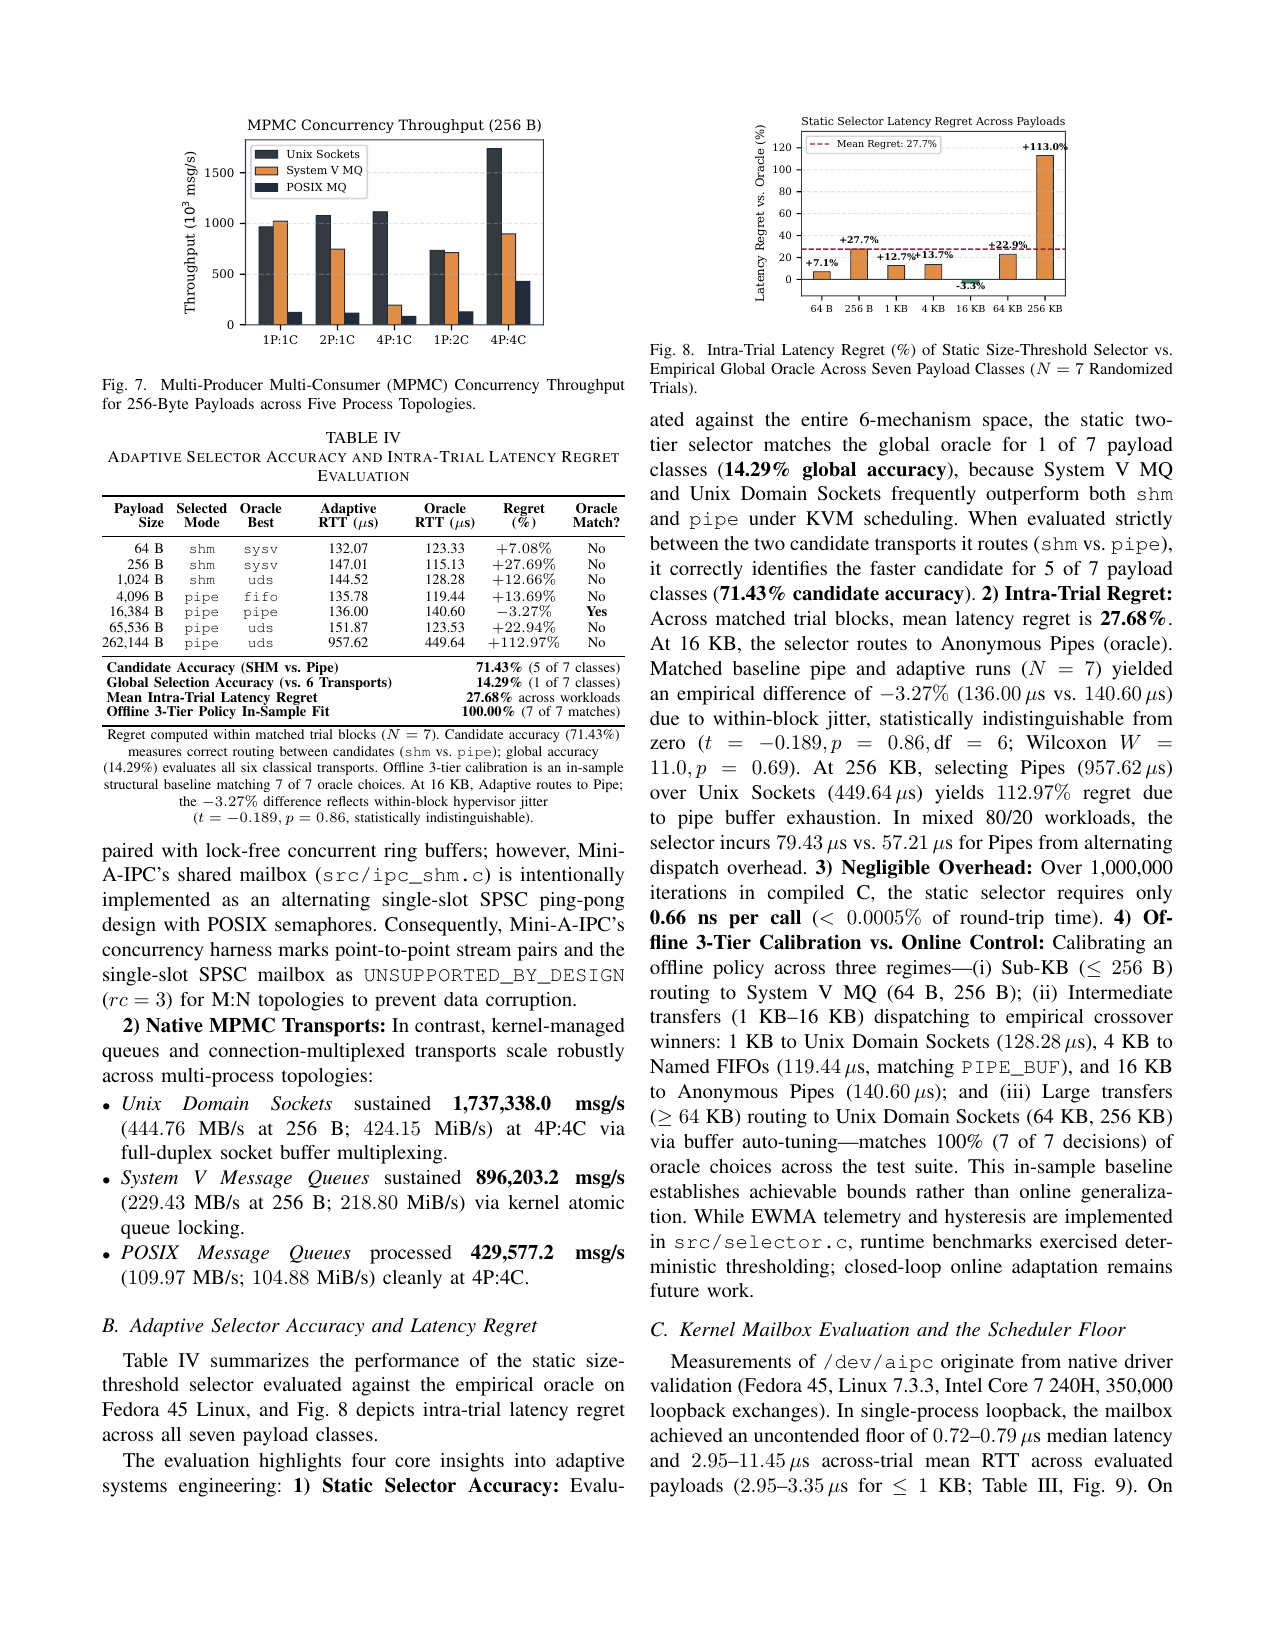 MPMC Concurrency Throughput (256 B)
Throughput (10³ msg/s)
1500
1000
500
0
Unix Sockets
System V MQ
POSIX MQ
1P:1C 2P:1C 4P:1C 1P:2C 4P:4C
Fig. 7. Multi-Producer Multi-Consumer (MPMC) Concurrency Throughput
for 256-Byte Payloads across Five Process Topologies.
TABLE IV
ADAPTIVE SELECTOR ACCURACY AND INTRA-TRIAL LATENCY REGRET
EVALUATION
Payload Selected Oracle Adaptive Oracle Regret Oracle
Size Mode Best RTT (μs) RTT (μs) (%) Match?
64 B shm sysv 132.07 123.33 +7.08% No
256 B shm sysv 147.01 115.13 +27.69% No
1,024 B shm uds 144.52 128.28 +12.66% No
4,096 B pipe fifo 135.78 119.44 +13.69% No
16,384 B pipe pipe 136.00 140.60 −3.27% Yes
65,536 B pipe uds 151.87 123.53 +22.94% No
262,144 B pipe uds 957.62 449.64 +112.97% No
Candidate Accuracy (SHM vs. Pipe) 71.43% (5 of 7 classes)
Global Selection Accuracy (vs. 6 Transports) 14.29% (1 of 7 classes)
Mean Intra-Trial Latency Regret 27.68% across workloads
Offline 3-Tier Policy In-Sample Fit 100.00% (7 of 7 matches)
Regret computed within matched trial blocks (N = 7). Candidate accuracy (71.43%)
measures correct routing between candidates (shm vs. pipe); global accuracy
(14.29%) evaluates all six classical transports. Offline 3-tier calibration is an in-sample
structural baseline matching 7 of 7 oracle choices. At 16 KB, Adaptive routes to Pipe;
the −3.27% difference reflects within-block hypervisor jitter
(t = −0.189, p = 0.86, statistically indistinguishable).
paired with lock-free concurrent ring buffers; however, Mini-
A-IPC's shared mailbox (src/ipc_shm.c) is intentionally
implemented as an alternating single-slot SPSC ping-pong
design with POSIX semaphores. Consequently, Mini-A-IPC's
concurrency harness marks point-to-point stream pairs and the
single-slot SPSC mailbox as UNSUPPORTED_BY_DESIGN
(rc = 3) for M:N topologies to prevent data corruption.
2) Native MPMC Transports: In contrast, kernel-managed
queues and connection-multiplexed transports scale robustly
across multi-process topologies:
• Unix Domain Sockets sustained 1,737,338.0 msg/s
(444.76 MB/s at 256 B; 424.15 MiB/s) at 4P:4C via
full-duplex socket buffer multiplexing.
• System V Message Queues sustained 896,203.2 msg/s
(229.43 MB/s at 256 B; 218.80 MiB/s) via kernel atomic
queue locking.
• POSIX Message Queues processed 429,577.2 msg/s
(109.97 MB/s; 104.88 MiB/s) cleanly at 4P:4C.
B. Adaptive Selector Accuracy and Latency Regret
Table IV summarizes the performance of the static size-
threshold selector evaluated against the empirical oracle on
Fedora 45 Linux, and Fig. 8 depicts intra-trial latency regret
across all seven payload classes.
The evaluation highlights four core insights into adaptive
systems engineering: 1) Static Selector Accuracy: Evalu-
Static Selector Latency Regret Across Payloads
Latency Regret vs. Oracle (%)
120
100
80
60
40
20
0
Mean Regret: 27.7%
+7.1%
+27.7%
+12.7%
+13.7%
-3.3%
+22.9%
+113.0%
64 B 256 B 1 KB 4 KB 16 KB 64 KB 256 KB
Fig. 8. Intra-Trial Latency Regret (%) of Static Size-Threshold Selector vs.
Empirical Global Oracle Across Seven Payload Classes (N = 7 Randomized
Trials).
ated against the entire 6-mechanism space, the static two-
tier selector matches the global oracle for 1 of 7 payload
classes (14.29% global accuracy), because System V MQ
and Unix Domain Sockets frequently outperform both shm
and pipe under KVM scheduling. When evaluated strictly
between the two candidate transports it routes (shm vs. pipe),
it correctly identifies the faster candidate for 5 of 7 payload
classes (71.43% candidate accuracy). 2) Intra-Trial Regret:
Across matched trial blocks, mean latency regret is 27.68%.
At 16 KB, the selector routes to Anonymous Pipes (oracle).
Matched baseline pipe and adaptive runs (N = 7) yielded
an empirical difference of −3.27% (136.00 μs vs. 140.60 μs)
due to within-block jitter, statistically indistinguishable from
zero (t = −0.189, p = 0.86, df = 6; Wilcoxon W =
11.0, p = 0.69). At 256 KB, selecting Pipes (957.62 μs)
over Unix Sockets (449.64 μs) yields 112.97% regret due
to pipe buffer exhaustion. In mixed 80/20 workloads, the
selector incurs 79.43 μs vs. 57.21 μs for Pipes from alternating
dispatch overhead. 3) Negligible Overhead: Over 1,000,000
iterations in compiled C, the static selector requires only
0.66 ns per call (< 0.0005% of round-trip time). 4) Of-
fline 3-Tier Calibration vs. Online Control: Calibrating an
offline policy across three regimes—(i) Sub-KB (≤ 256 B)
routing to System V MQ (64 B, 256 B); (ii) Intermediate
transfers (1 KB–16 KB) dispatching to empirical crossover
winners: 1 KB to Unix Domain Sockets (128.28 μs), 4 KB to
Named FIFOs (119.44 μs, matching PIPE_BUF), and 16 KB
to Anonymous Pipes (140.60 μs); and (iii) Large transfers
(≥ 64 KB) routing to Unix Domain Sockets (64 KB, 256 KB)
via buffer auto-tuning—matches 100% (7 of 7 decisions) of
oracle choices across the test suite. This in-sample baseline
establishes achievable bounds rather than online generaliza-
tion. While EWMA telemetry and hysteresis are implemented
in src/selector.c, runtime benchmarks exercised deter-
ministic thresholding; closed-loop online adaptation remains
future work.
C. Kernel Mailbox Evaluation and the Scheduler Floor
Measurements of /dev/aipc originate from native driver
validation (Fedora 45, Linux 7.3.3, Intel Core 7 240H, 350,000
loopback exchanges). In single-process loopback, the mailbox
achieved an uncontended floor of 0.72–0.79 μs median latency
and 2.95–11.45 μs across-trial mean RTT across evaluated
payloads (2.95–3.35 μs for ≤ 1 KB; Table III, Fig. 9). On